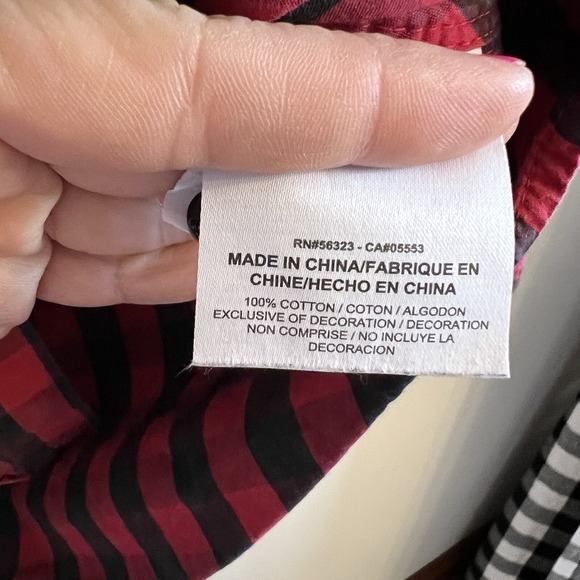 RN#56323 - CA#05553
MADE IN CHINA/FABRIQUE EN
CHINE/HECHO EN CHINA
100% COTTON / COTON / ALGODON
EXCLUSIVE OF DECORATION / DECORATION
NON COMPRISE / NO INCLUYE LA
DECORACION